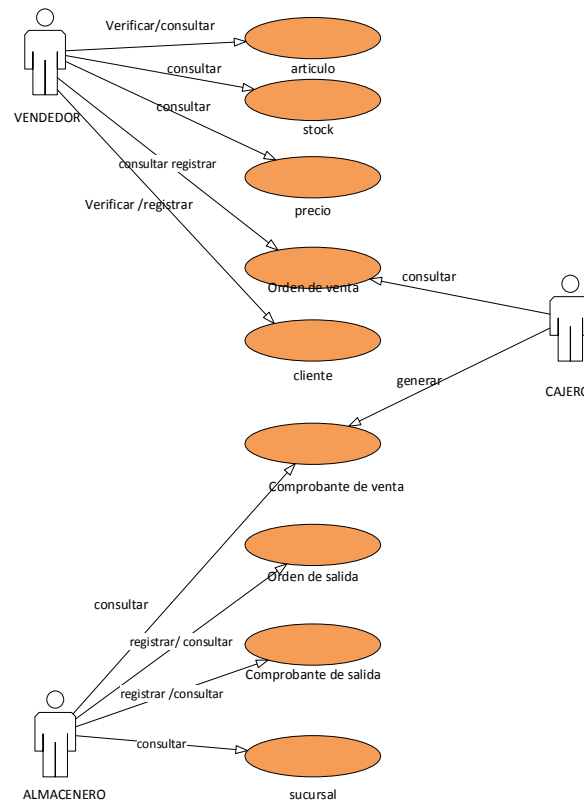 Verificar/consultar
articulo
consultar
stock
VENDEDOR
consultar
precio
consultar registrar
Verificar /registrar
Orden de venta
consultar
cliente
CAJERO
generar
Comprobante de venta
Orden de salida
consultar
registrar/ consultar
Comprobante de salida
registrar /consultar
consultar
ALMACENERO
sucursal